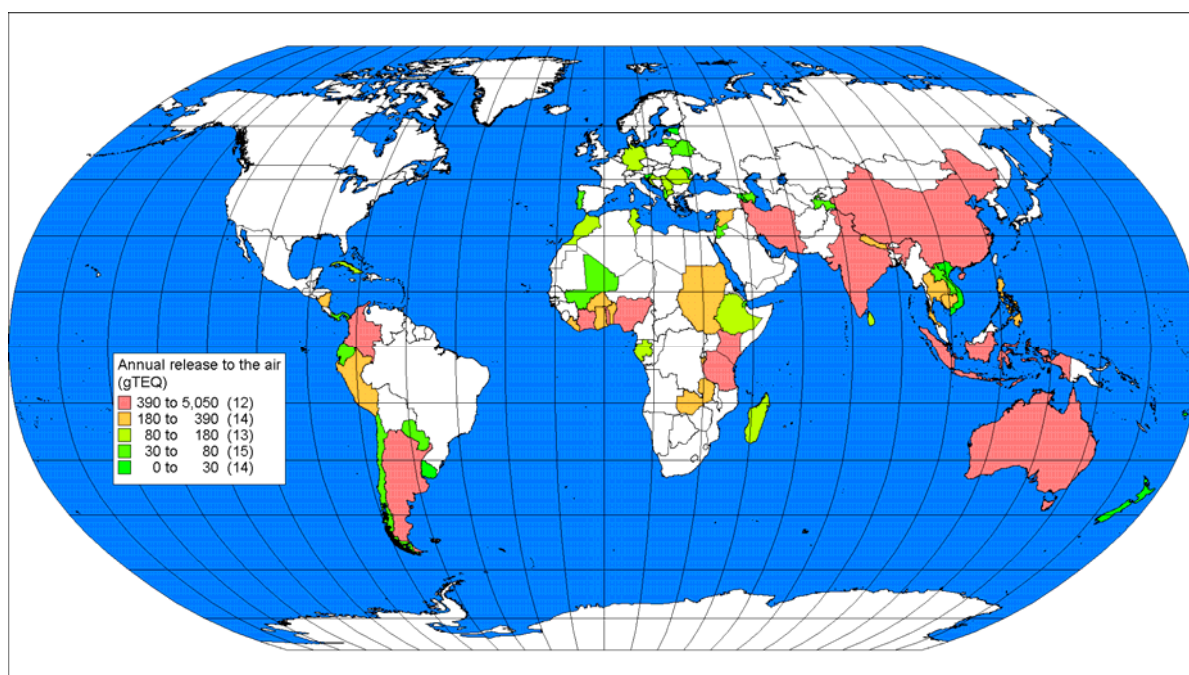 Annual release to the air
(gTEQ)
390 to 5,050 (12)
180 to 390 (14)
80 to 180 (13)
30 to 80 (15)
0 to 30 (14)